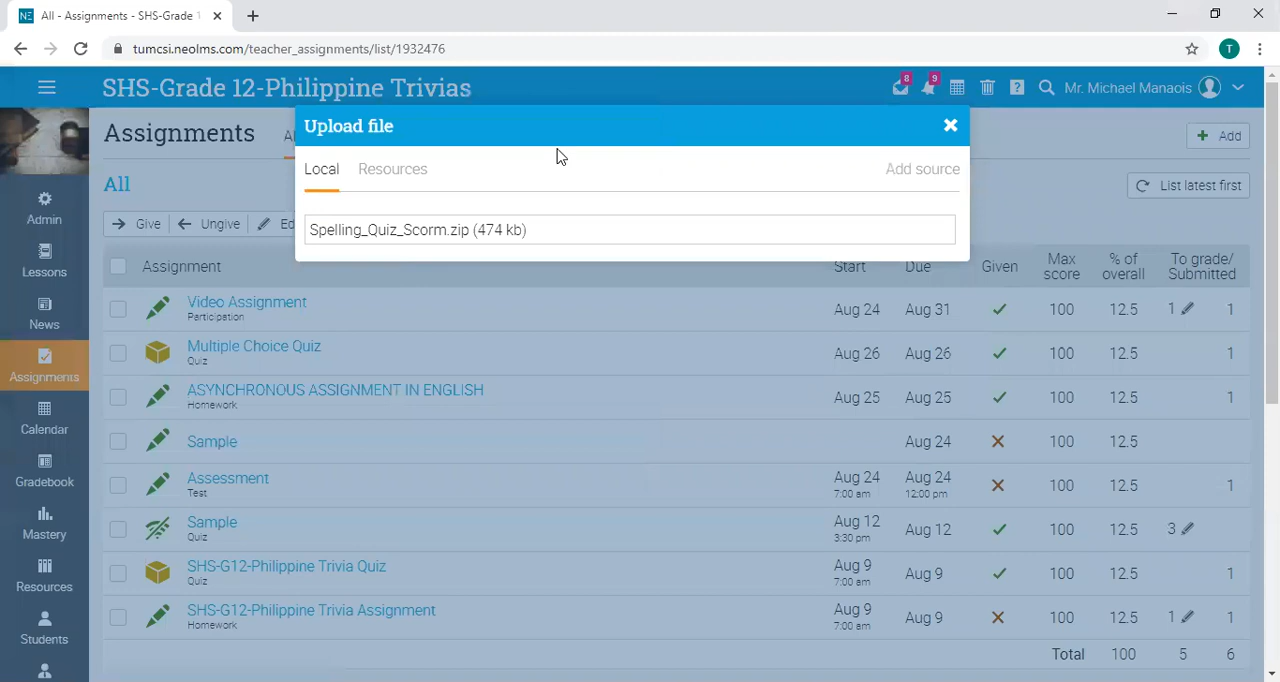 All - Assignments - SHS-Grade 1
tumcsi.neolms.com/teacher_assignments/list/1932476
T
SHS-Grade 12-Philippine Trivias
8
9
Mr. Michael Manaois
Assignments
Upload file
Add
Local
Resources
Add source
All
List latest first
Give
Ungive
Ed
Spelling_Quiz_Scorm.zip (474 kb)
Assignment
Start
Due
Given
Max score
% of overall
To grade/ Submitted
Video Assignment
Participation
Aug 24
Aug 31
100
12.5
1
1
Multiple Choice Quiz
Quiz
Aug 26
Aug 26
100
12.5
1
ASYNCHRONOUS ASSIGNMENT IN ENGLISH
Homework
Aug 25
Aug 25
100
12.5
1
Sample
Aug 24
100
12.5
Assessment
Test
Aug 24
7:00 am
Aug 24
12:00 pm
100
12.5
1
Sample
Quiz
Aug 12
3:30 pm
Aug 12
100
12.5
3
SHS-G12-Philippine Trivia Quiz
Quiz
Aug 9
7:00 am
Aug 9
100
12.5
1
SHS-G12-Philippine Trivia Assignment
Homework
Aug 9
7:00 am
Aug 9
100
12.5
1
1
Total
100
5
6
Admin
Lessons
News
Assignments
Calendar
Gradebook
Mastery
Resources
Students